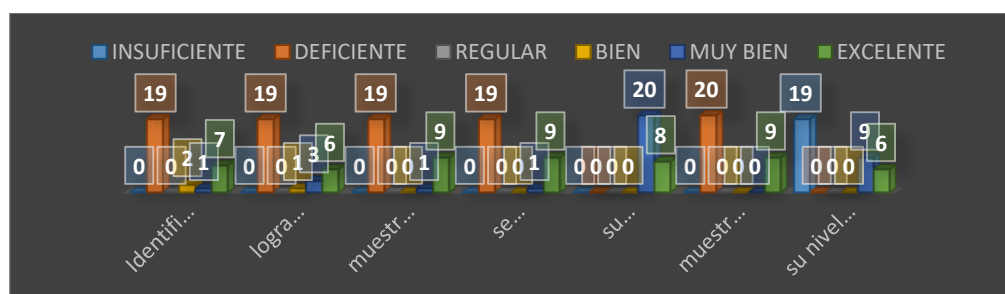 INSUFICIENTE DEFICIENTE REGULAR BIEN MUY BIEN EXCELENTE
0 19 0 2 1 7
0 19 0 1 3 6
0 19 0 0 1 9
0 19 0 0 1 9
0 0 0 0 20 8
0 20 0 0 0 9
19 0 0 0 9 6
Identifi...
logra...
muestr...
se...
su...
muestr...
su nivel...